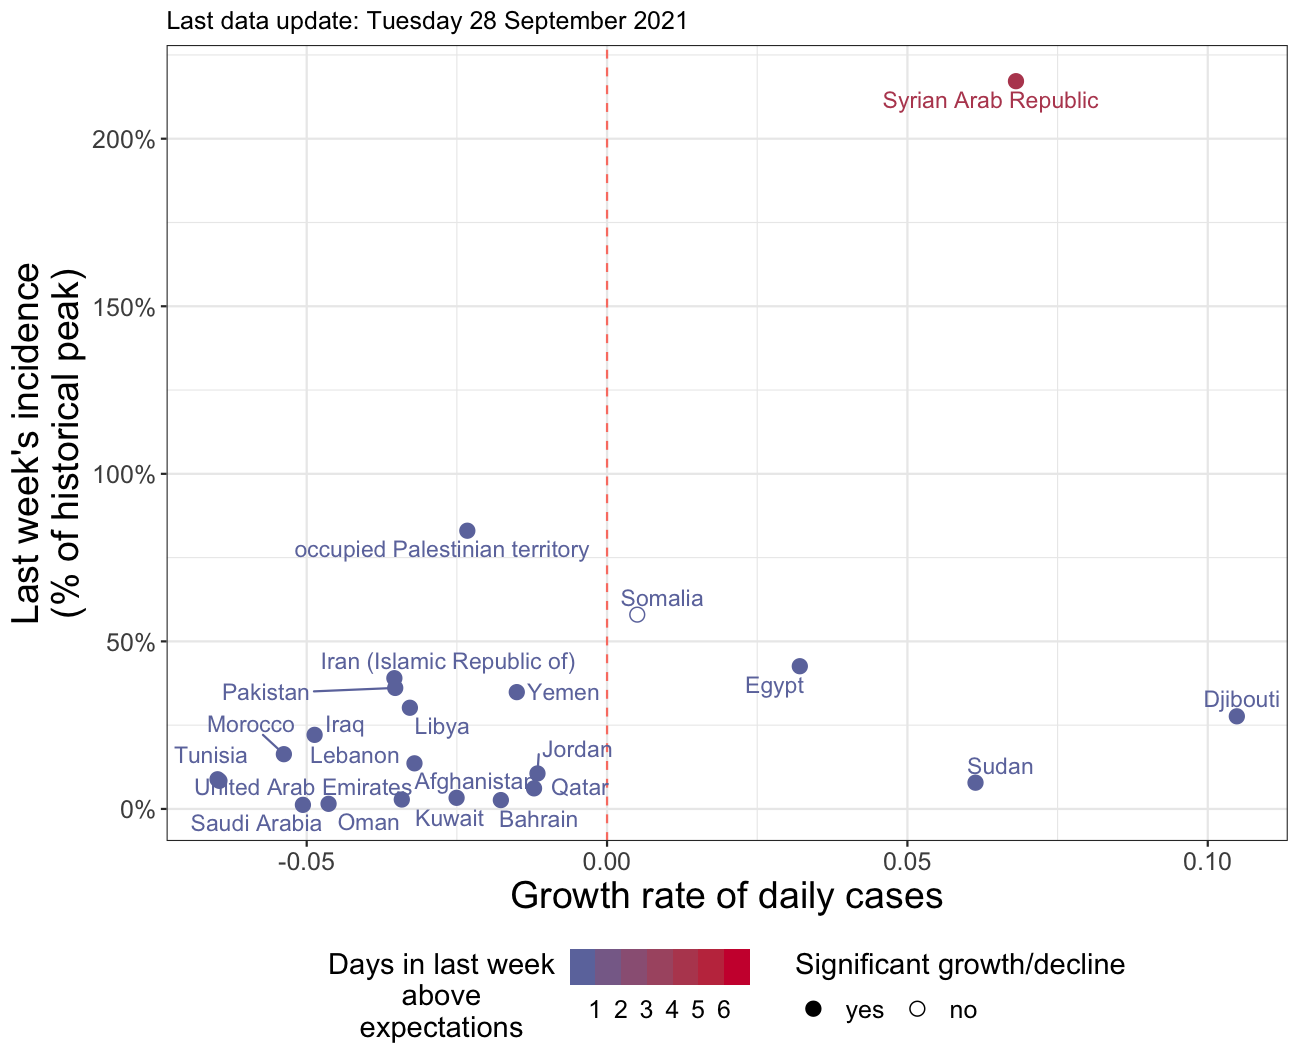 Last data update: Tuesday 28 September 2021
Last week's incidence
(% of historical peak)
200%
150%
100%
50%
0%
Syrian Arab Republic
occupied Palestinian territory
Somalia
Iran (Islamic Republic of)
Egypt
Pakistan
Yemen
Djibouti
Morocco
Iraq
Libya
Tunisia
Lebanon
Jordan
Sudan
United Arab Emirates
Afghanistan
Qatar
Saudi Arabia
Oman
Kuwait
Bahrain
-0.05
0.00
0.05
0.10
Growth rate of daily cases
Days in last week
above
expectations
1 2 3 4 5 6
Significant growth/decline
yes
no